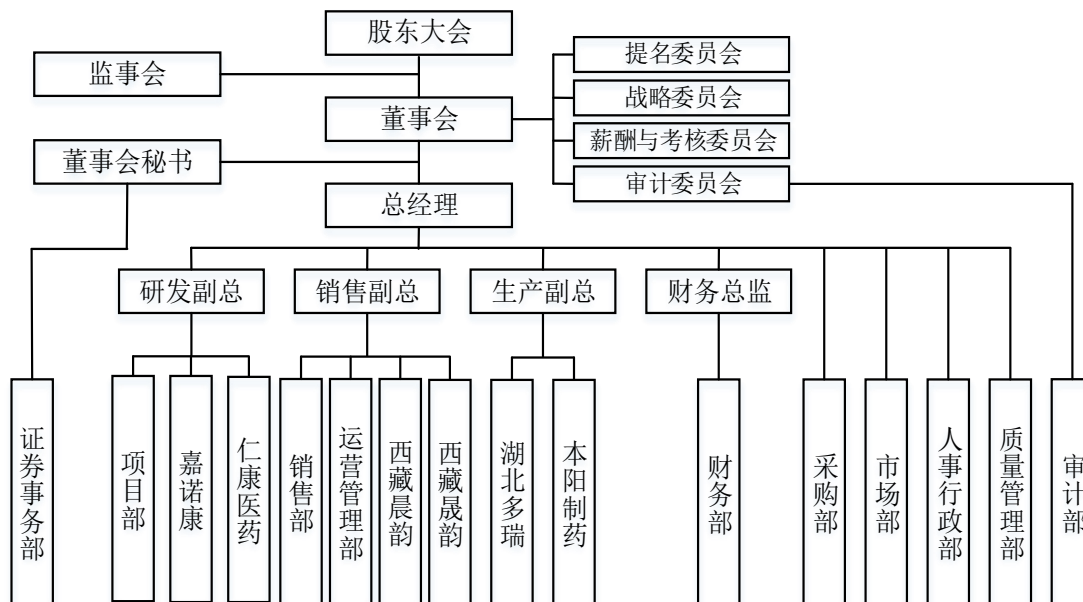 股东大会
监事会
提名委员会
战略委员会
董事会
薪酬与考核委员会
董事会秘书
审计委员会
总经理
研发副总
销售副总
生产副总
财务总监
证券事务部
项目部
嘉诺康
仁康医药
销售部
运营管理部
西藏晨韵
西藏晟韵
湖北多瑞
本阳制药
财务部
采购部
市场部
人事行政部
质量管理部
审计部